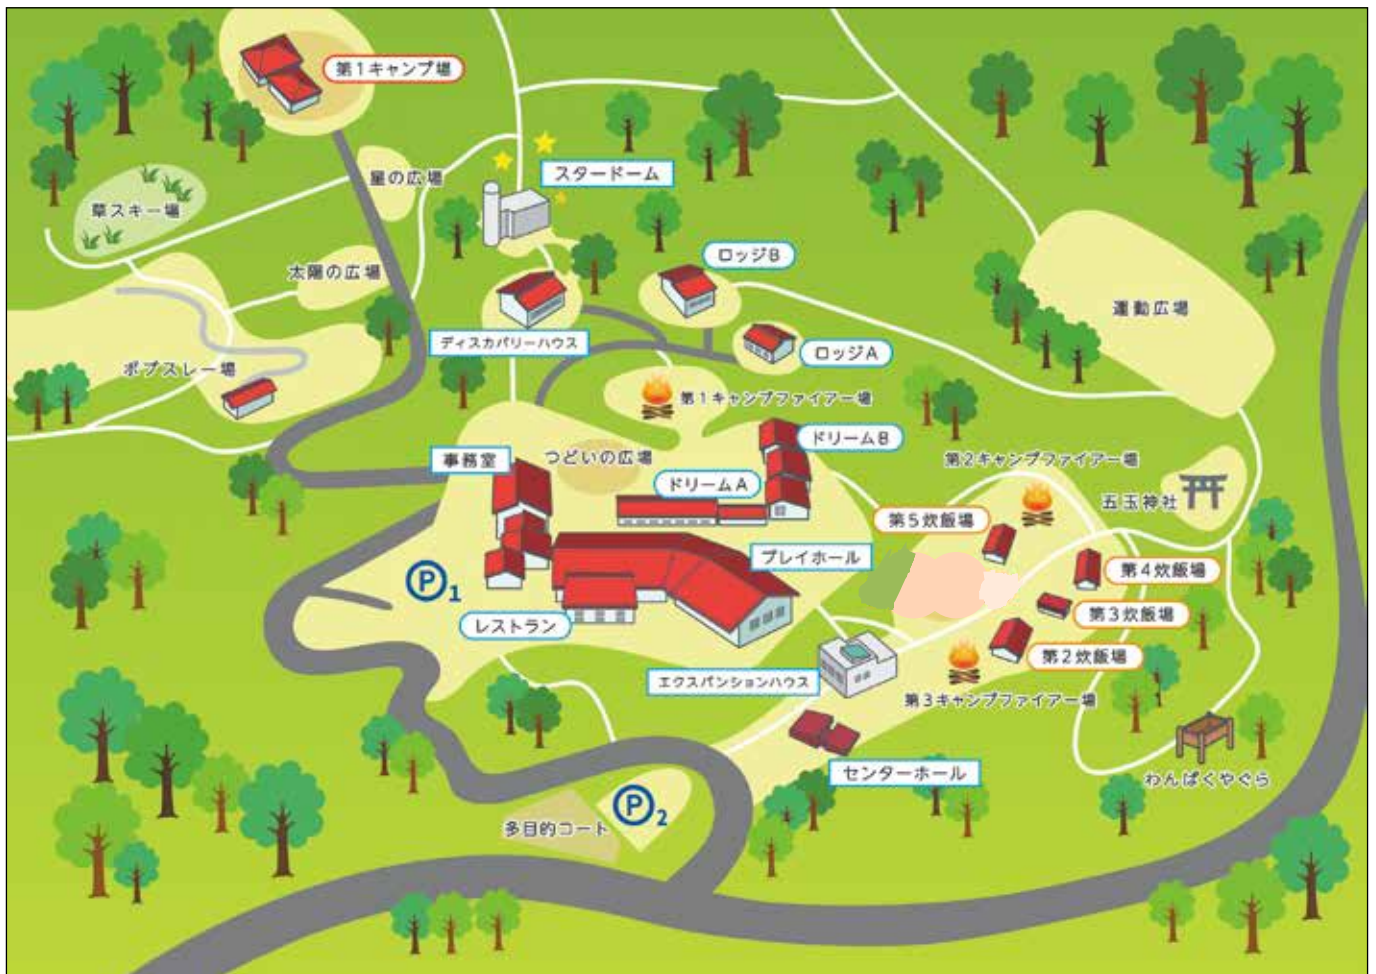 第1キャンプ場
スタードーム
星の広場
草スキー場
ロッジB
太陽の広場
運動広場
ディスカバリーハウス
ロッジA
ボブスレー場
第1キャンプファイアー場
ドリームB
事務室
つどいの広場
第2キャンプファイアー場
ドリームA
五玉神社
第5炊飯場
プレイホール
第4炊飯場
P1
第3炊飯場
レストラン
第2炊飯場
エクスパンションハウス
第3キャンプファイアー場
センターホール
わんぱくやぐら
P2
多目的コート